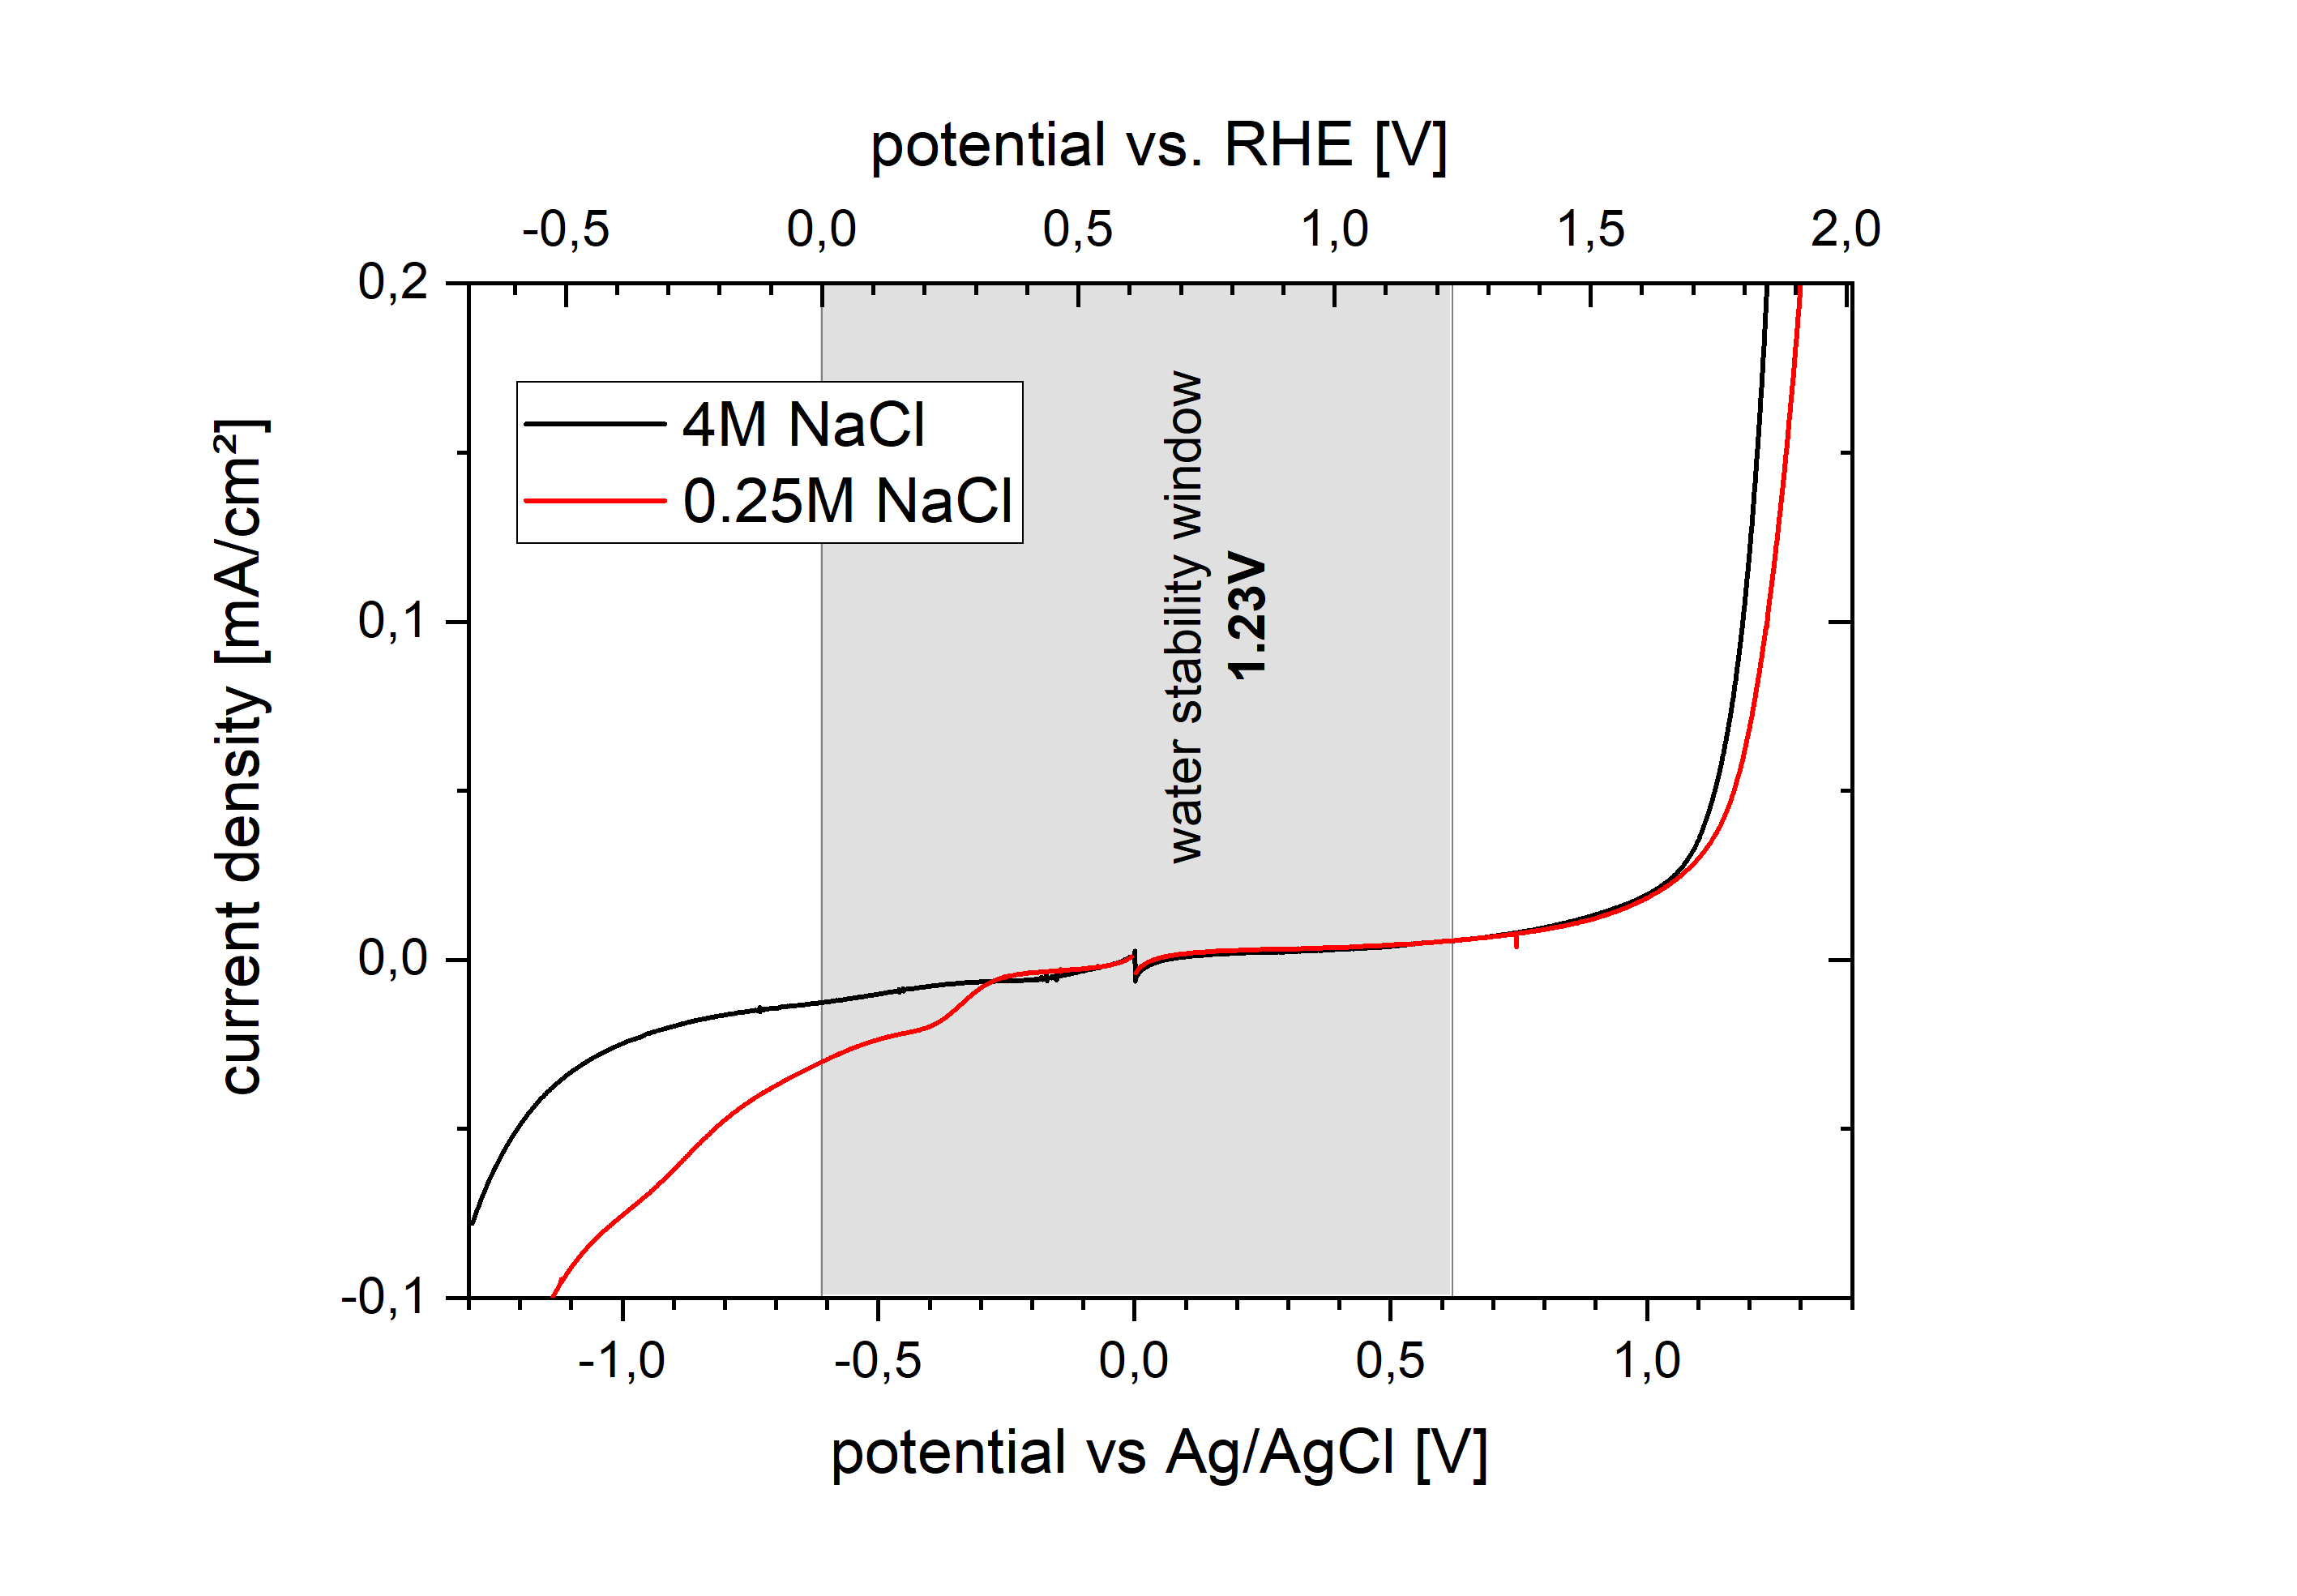 potential vs. RHE [V]
-0,5 0,0 0,5 1,0 1,5 2,0
0,2
0,1
0,0
-0,1
current density [mA/cm²]
4M NaCl
0.25M NaCl
water stability window
1.23V
-1,0 -0,5 0,0 0,5 1,0
potential vs Ag/AgCl [V]